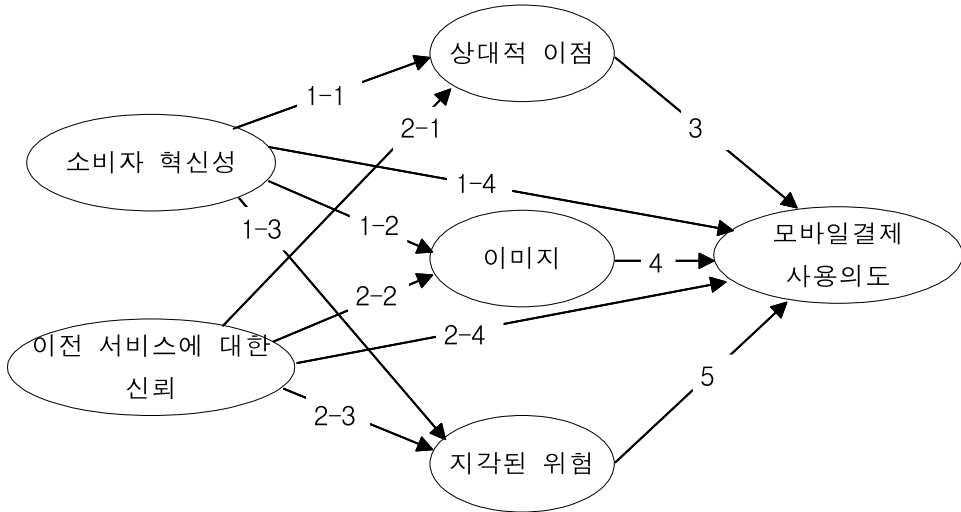 상대적 이점
1-1
2-1
3
소비자 혁신성
1-4
1-3
1-2
모바일결제
사용의도
이미지
4
2-2
이전 서비스에 대한
신뢰
2-4
5
2-3
지각된 위험